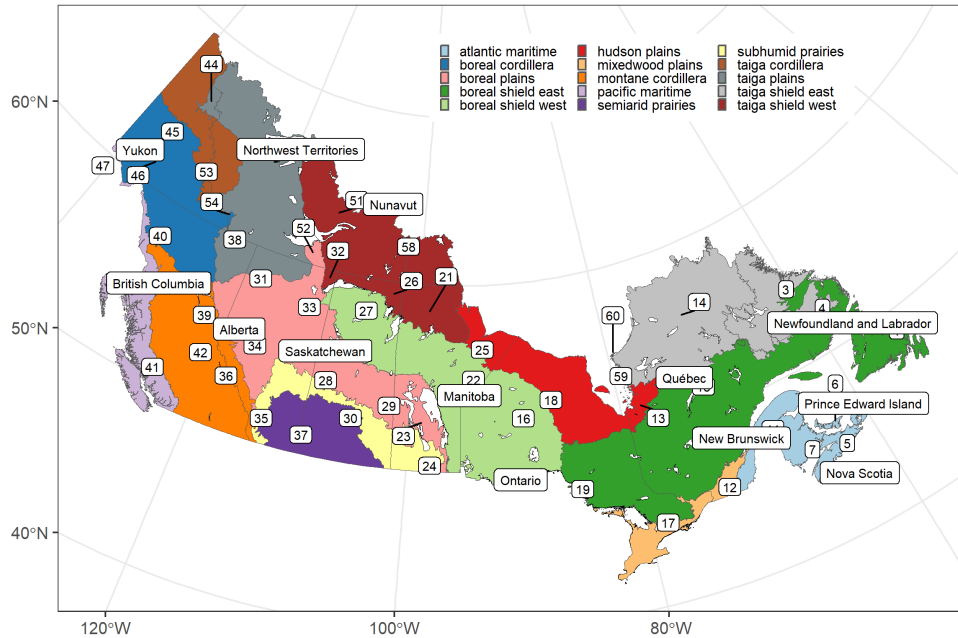 atlantic maritime
boreal cordillera
boreal plains
boreal shield east
boreal shield west
hudson plains
mixedwood plains
montane cordillera
pacific maritime
semiarid prairies
subhumid prairies
taiga cordillera
taiga plains
taiga shield east
taiga shield west
60°N
50°N
40°N
120°W
100°W
80°W
44
45
Yukon
47
46
53
Northwest Territories
54
51
Nunavut
52
38
40
32
58
31
26
21
British Columbia
33
27
39
Alberta
34
42
41
36
Saskatchewan
28
25
22
Manitoba
29
18
35
30
16
37
23
24
Ontario
19
3
14
4
60
Newfoundland and Labrador
59
Québec
13
6
Prince Edward Island
New Brunswick
7
5
Nova Scotia
12
17